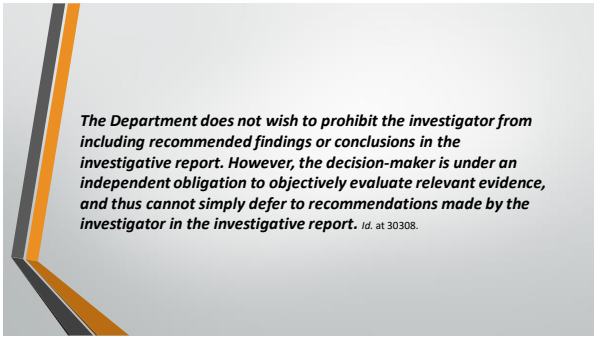 The Department does not wish to prohibit the investigator from
including recommended findings or conclusions in the
investigative report. However, the decision-maker is under an
independent obligation to objectively evaluate relevant evidence,
and thus cannot simply defer to recommendations made by the
investigator in the investigative report. Id. at 30308.